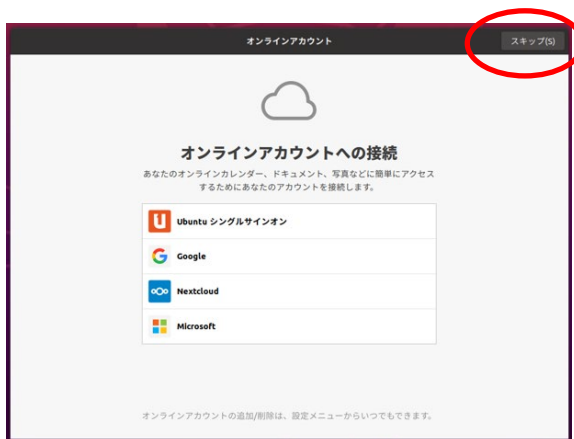 オンラインアカウント
スキップ(S)
オンラインアカウントへの接続
あなたのオンラインカレンダー、ドキュメント、写真などに簡単にアクセス
するためにあなたのアカウントを接続します。
Ubuntu シングルサインオン
Google
Nextcloud
Microsoft
オンラインアカウントの追加/削除は、設定メニューからいつでもできます。